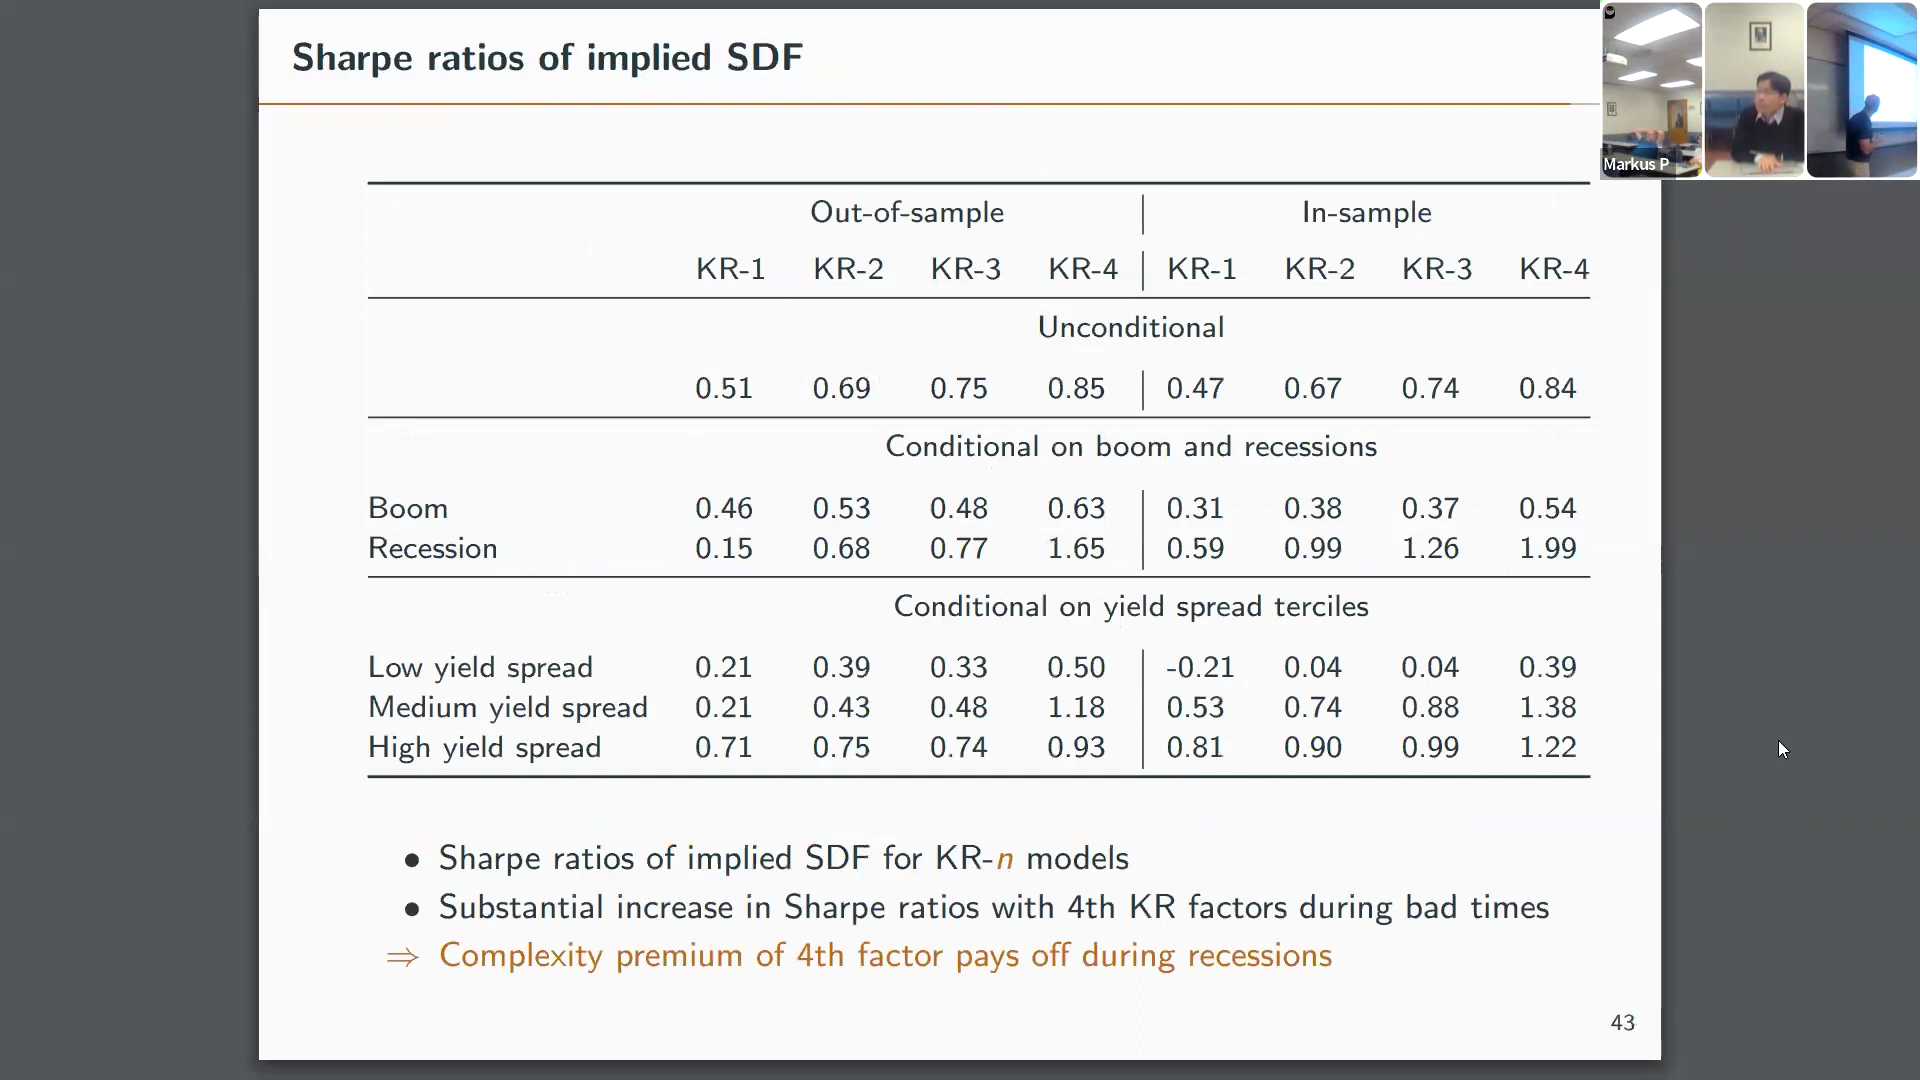 Sharpe ratios of implied SDF
Markus P
Out-of-sample In-sample
KR-1 KR-2 KR-3 KR-4 KR-1 KR-2 KR-3 KR-4
Unconditional
0.51 0.69 0.75 0.85 0.47 0.67 0.74 0.84
Conditional on boom and recessions
Boom 0.46 0.53 0.48 0.63 0.31 0.38 0.37 0.54
Recession 0.15 0.68 0.77 1.65 0.59 0.99 1.26 1.99
Conditional on yield spread terciles
Low yield spread 0.21 0.39 0.33 0.50 -0.21 0.04 0.04 0.39
Medium yield spread 0.21 0.43 0.48 1.18 0.53 0.74 0.88 1.38
High yield spread 0.71 0.75 0.74 0.93 0.81 0.90 0.99 1.22
• Sharpe ratios of implied SDF for KR-n models
• Substantial increase in Sharpe ratios with 4th KR factors during bad times
⇒ Complexity premium of 4th factor pays off during recessions
43